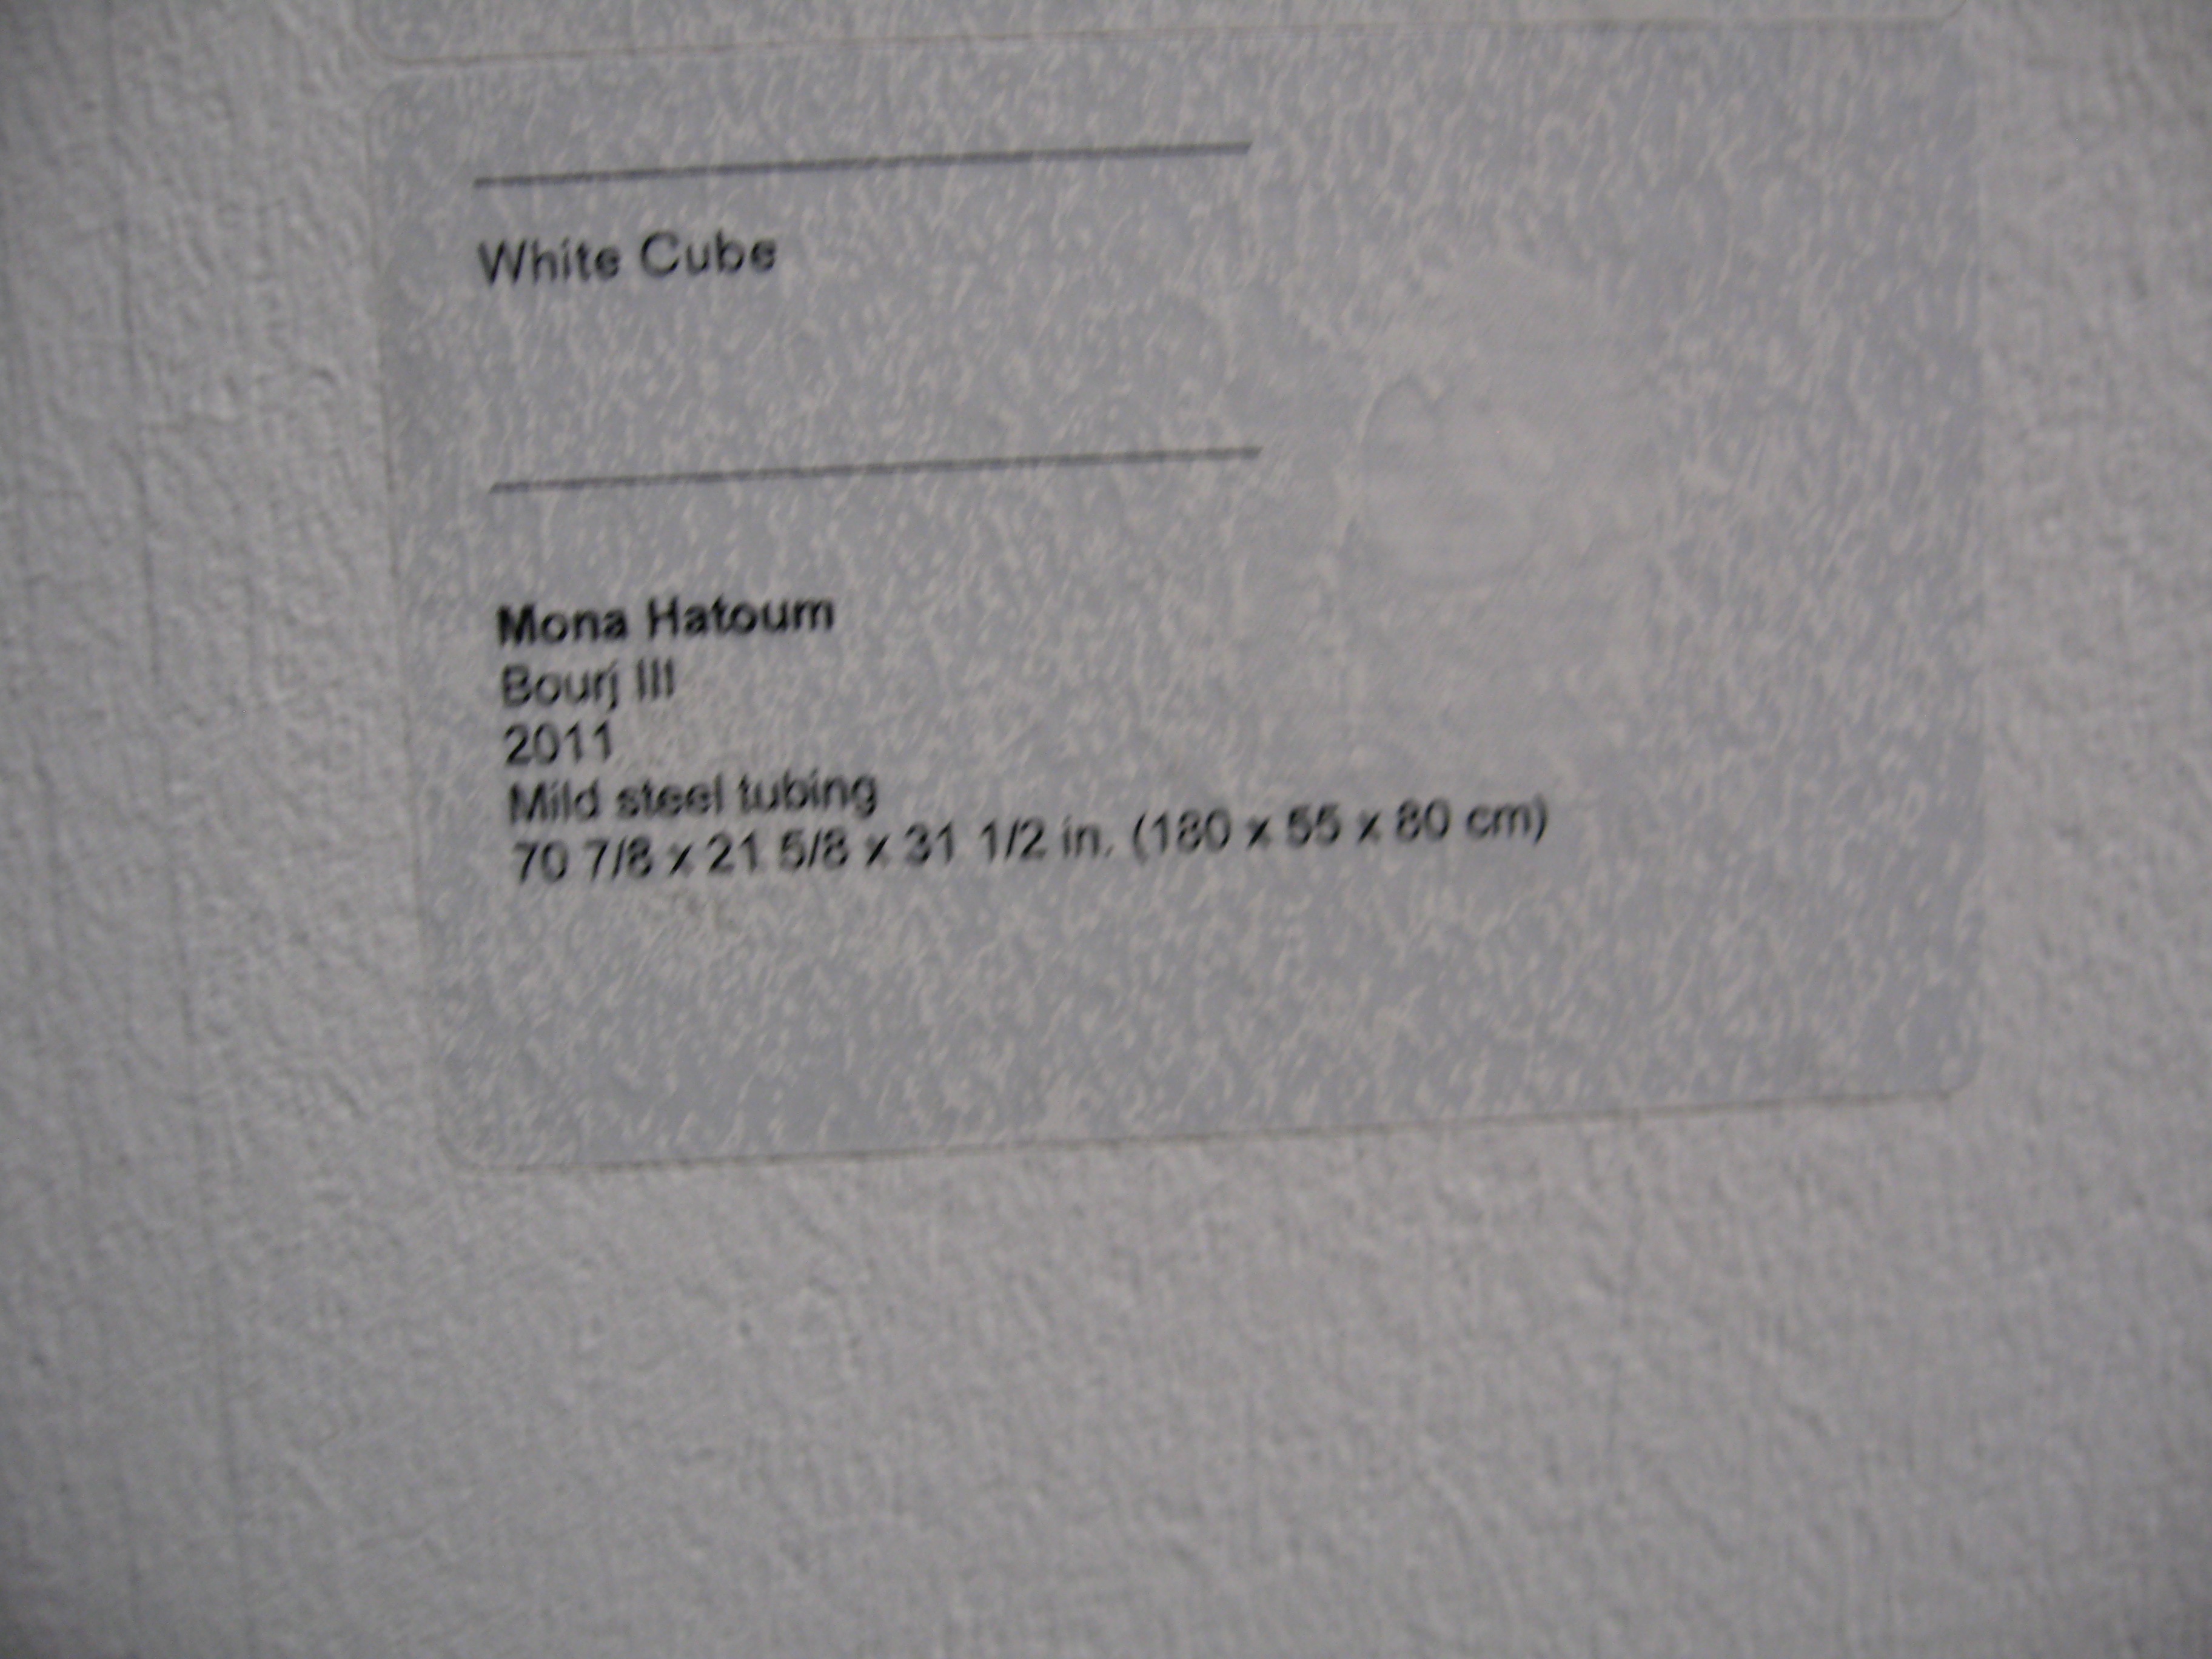 White Cube
Mona Hatoum
Bourj III
2011
Mild steel tubing
70 7/8 x 21 5/8 x 31 1/2 in. (180 x 55 x 80 cm)